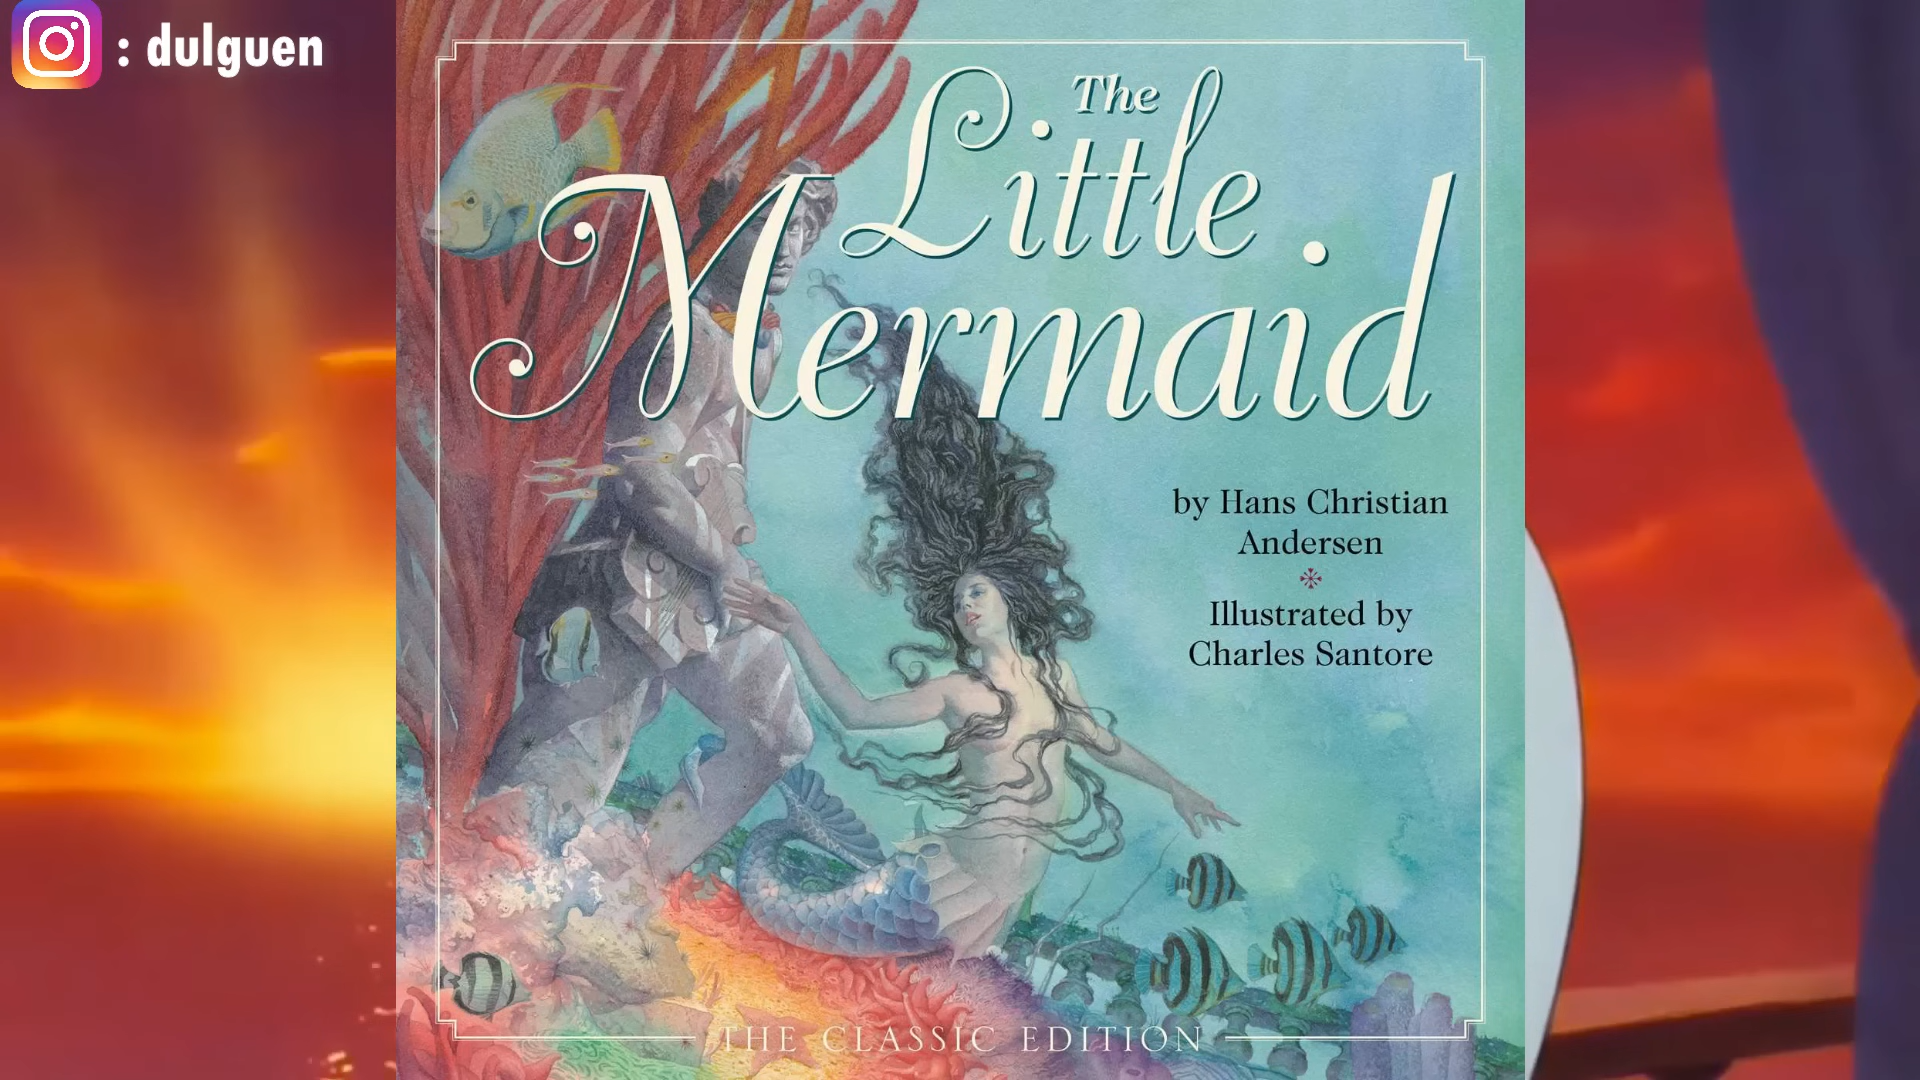 : dulguen
The
Little
Mermaid
by Hans Christian
Andersen
Illustrated by
Charles Santore
THE CLASSIC EDITION